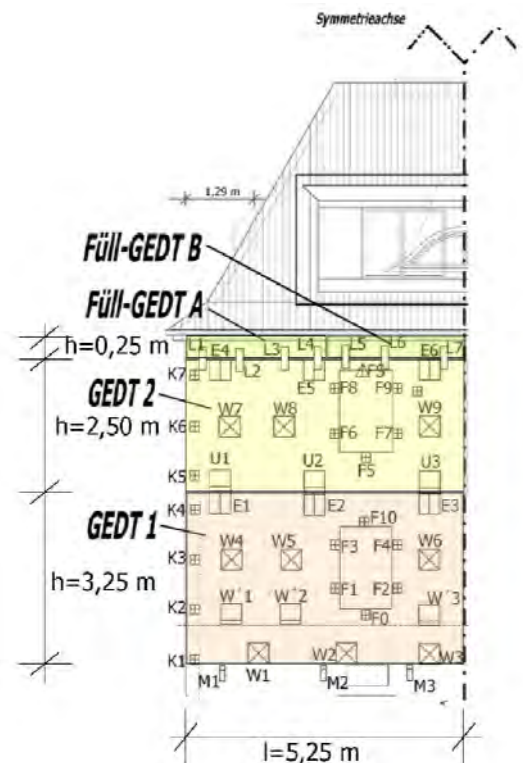 Symmetrieachse
1,29 m
Füll-GEDT B
Füll-GEDT A
h=0,25 m
L1 E4 L3 L4 L5 L6 E6 L7
K7 L2 E5 F8 F9 F9
GEDT 2
h=2,50 m
W7 W8 W9
K6 F6 F7
F5
K5 U1 U2 U3
K4 E1 E2 E3
GEDT 1
F10
W4 W5 F3 F4 W6
K3
h=3,25 m
F1 F2
K2 W´1 W´2 F0 W´3
K1 W1 W2 W3
M1 M2 M3
l=5,25 m